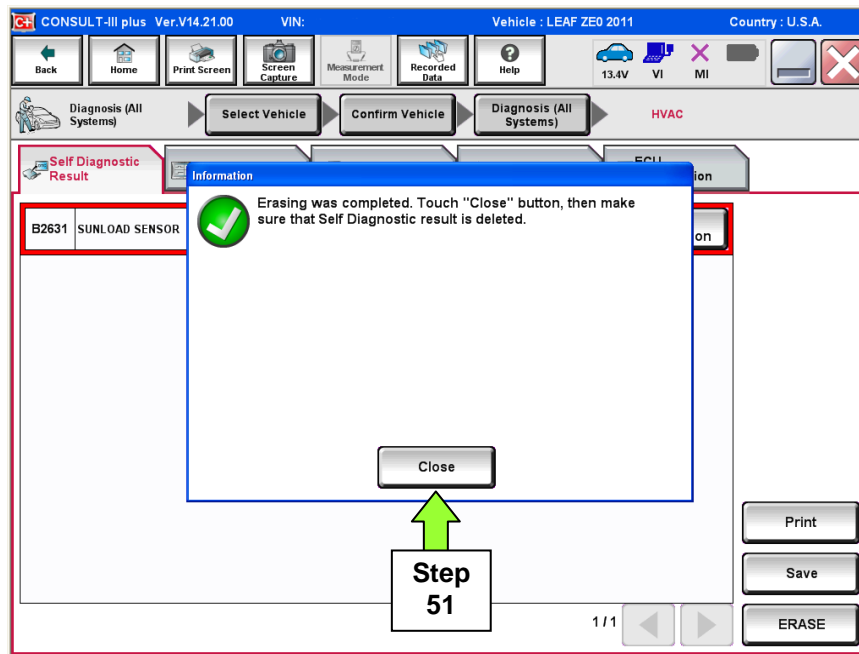 C+ CONSULT-III plus Ver.V14.21.00 VIN: Vehicle : LEAF ZE0 2011 Country : U.S.A.
Back
Home
Print Screen
Screen
Capture
Measurement
Mode
Recorded
Data
Help
13.4V
VI
MI
Diagnosis (All
Systems)
Select Vehicle
Confirm Vehicle
Diagnosis (All
Systems)
HVAC
Self Diagnostic
Result
ECU
ion
Information
Erasing was completed. Touch "Close" button, then make
sure that Self Diagnostic result is deleted.
B2631 SUNLOAD SENSOR
on
Close
Step
51
Print
Save
1/1
ERASE